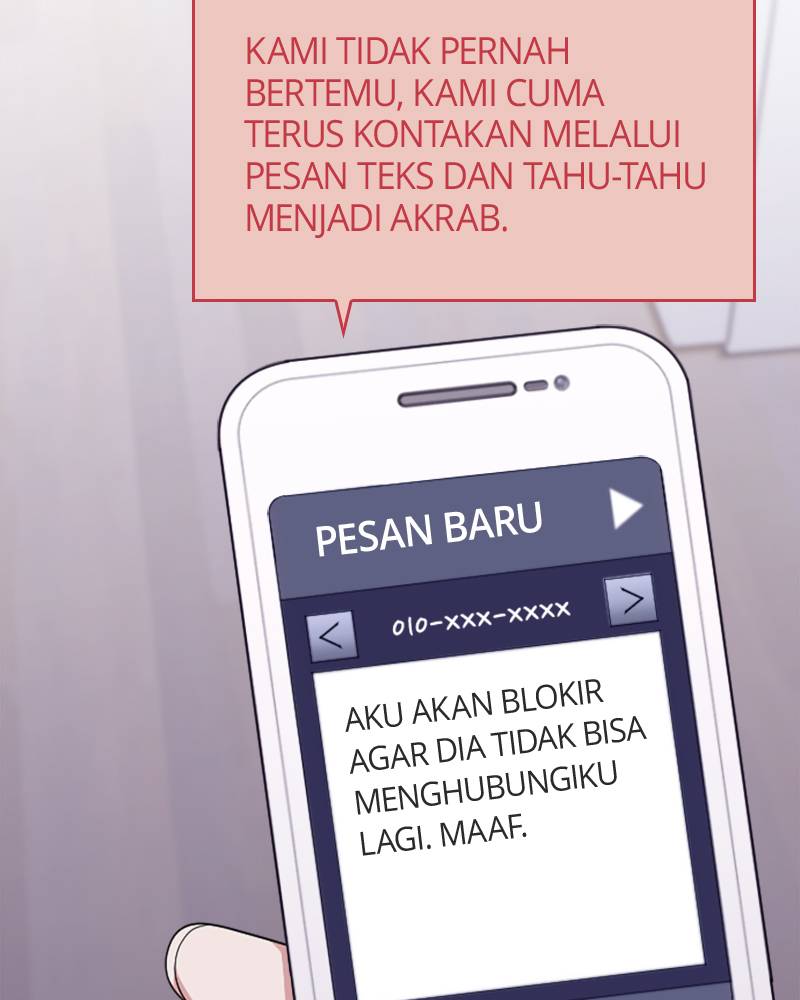 KAMI TIDAK PERNAH
BERTEMU, KAMI CUMA
TERUS KONTAKAN MELALUI
PESAN TEKS DAN TAHU-TAHU
MENJADI AKRAB.
PESAN BARU
< 010-XXX-XXXX >
AKU AKAN BLOKIR
AGAR DIA TIDAK BISA
MENGHUBUNGIKU
LAGI. MAAF.